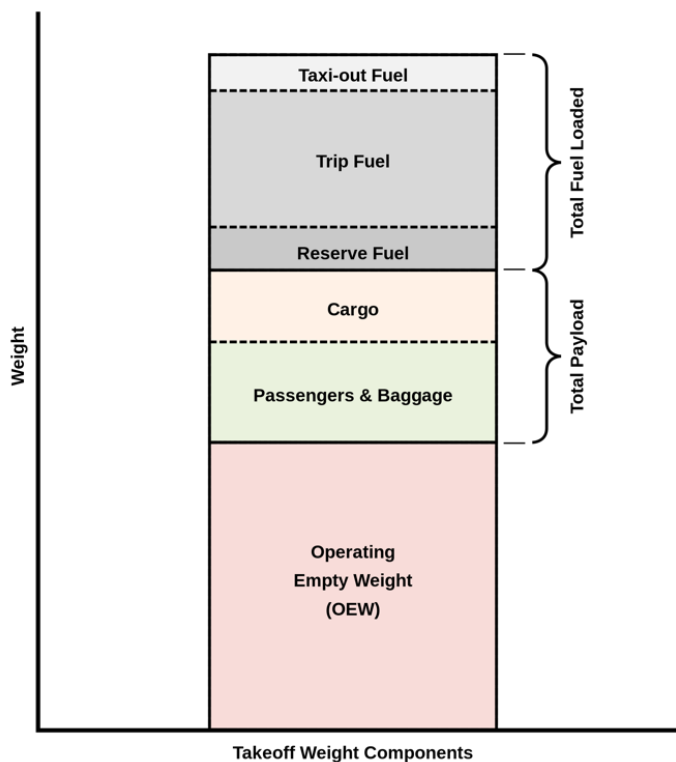 Taxi-out Fuel
Trip Fuel
Reserve Fuel
Cargo
Passengers & Baggage
Operating
Empty Weight
(OEW)
Total Fuel Loaded
Total Payload
Weight
Takeoff Weight Components